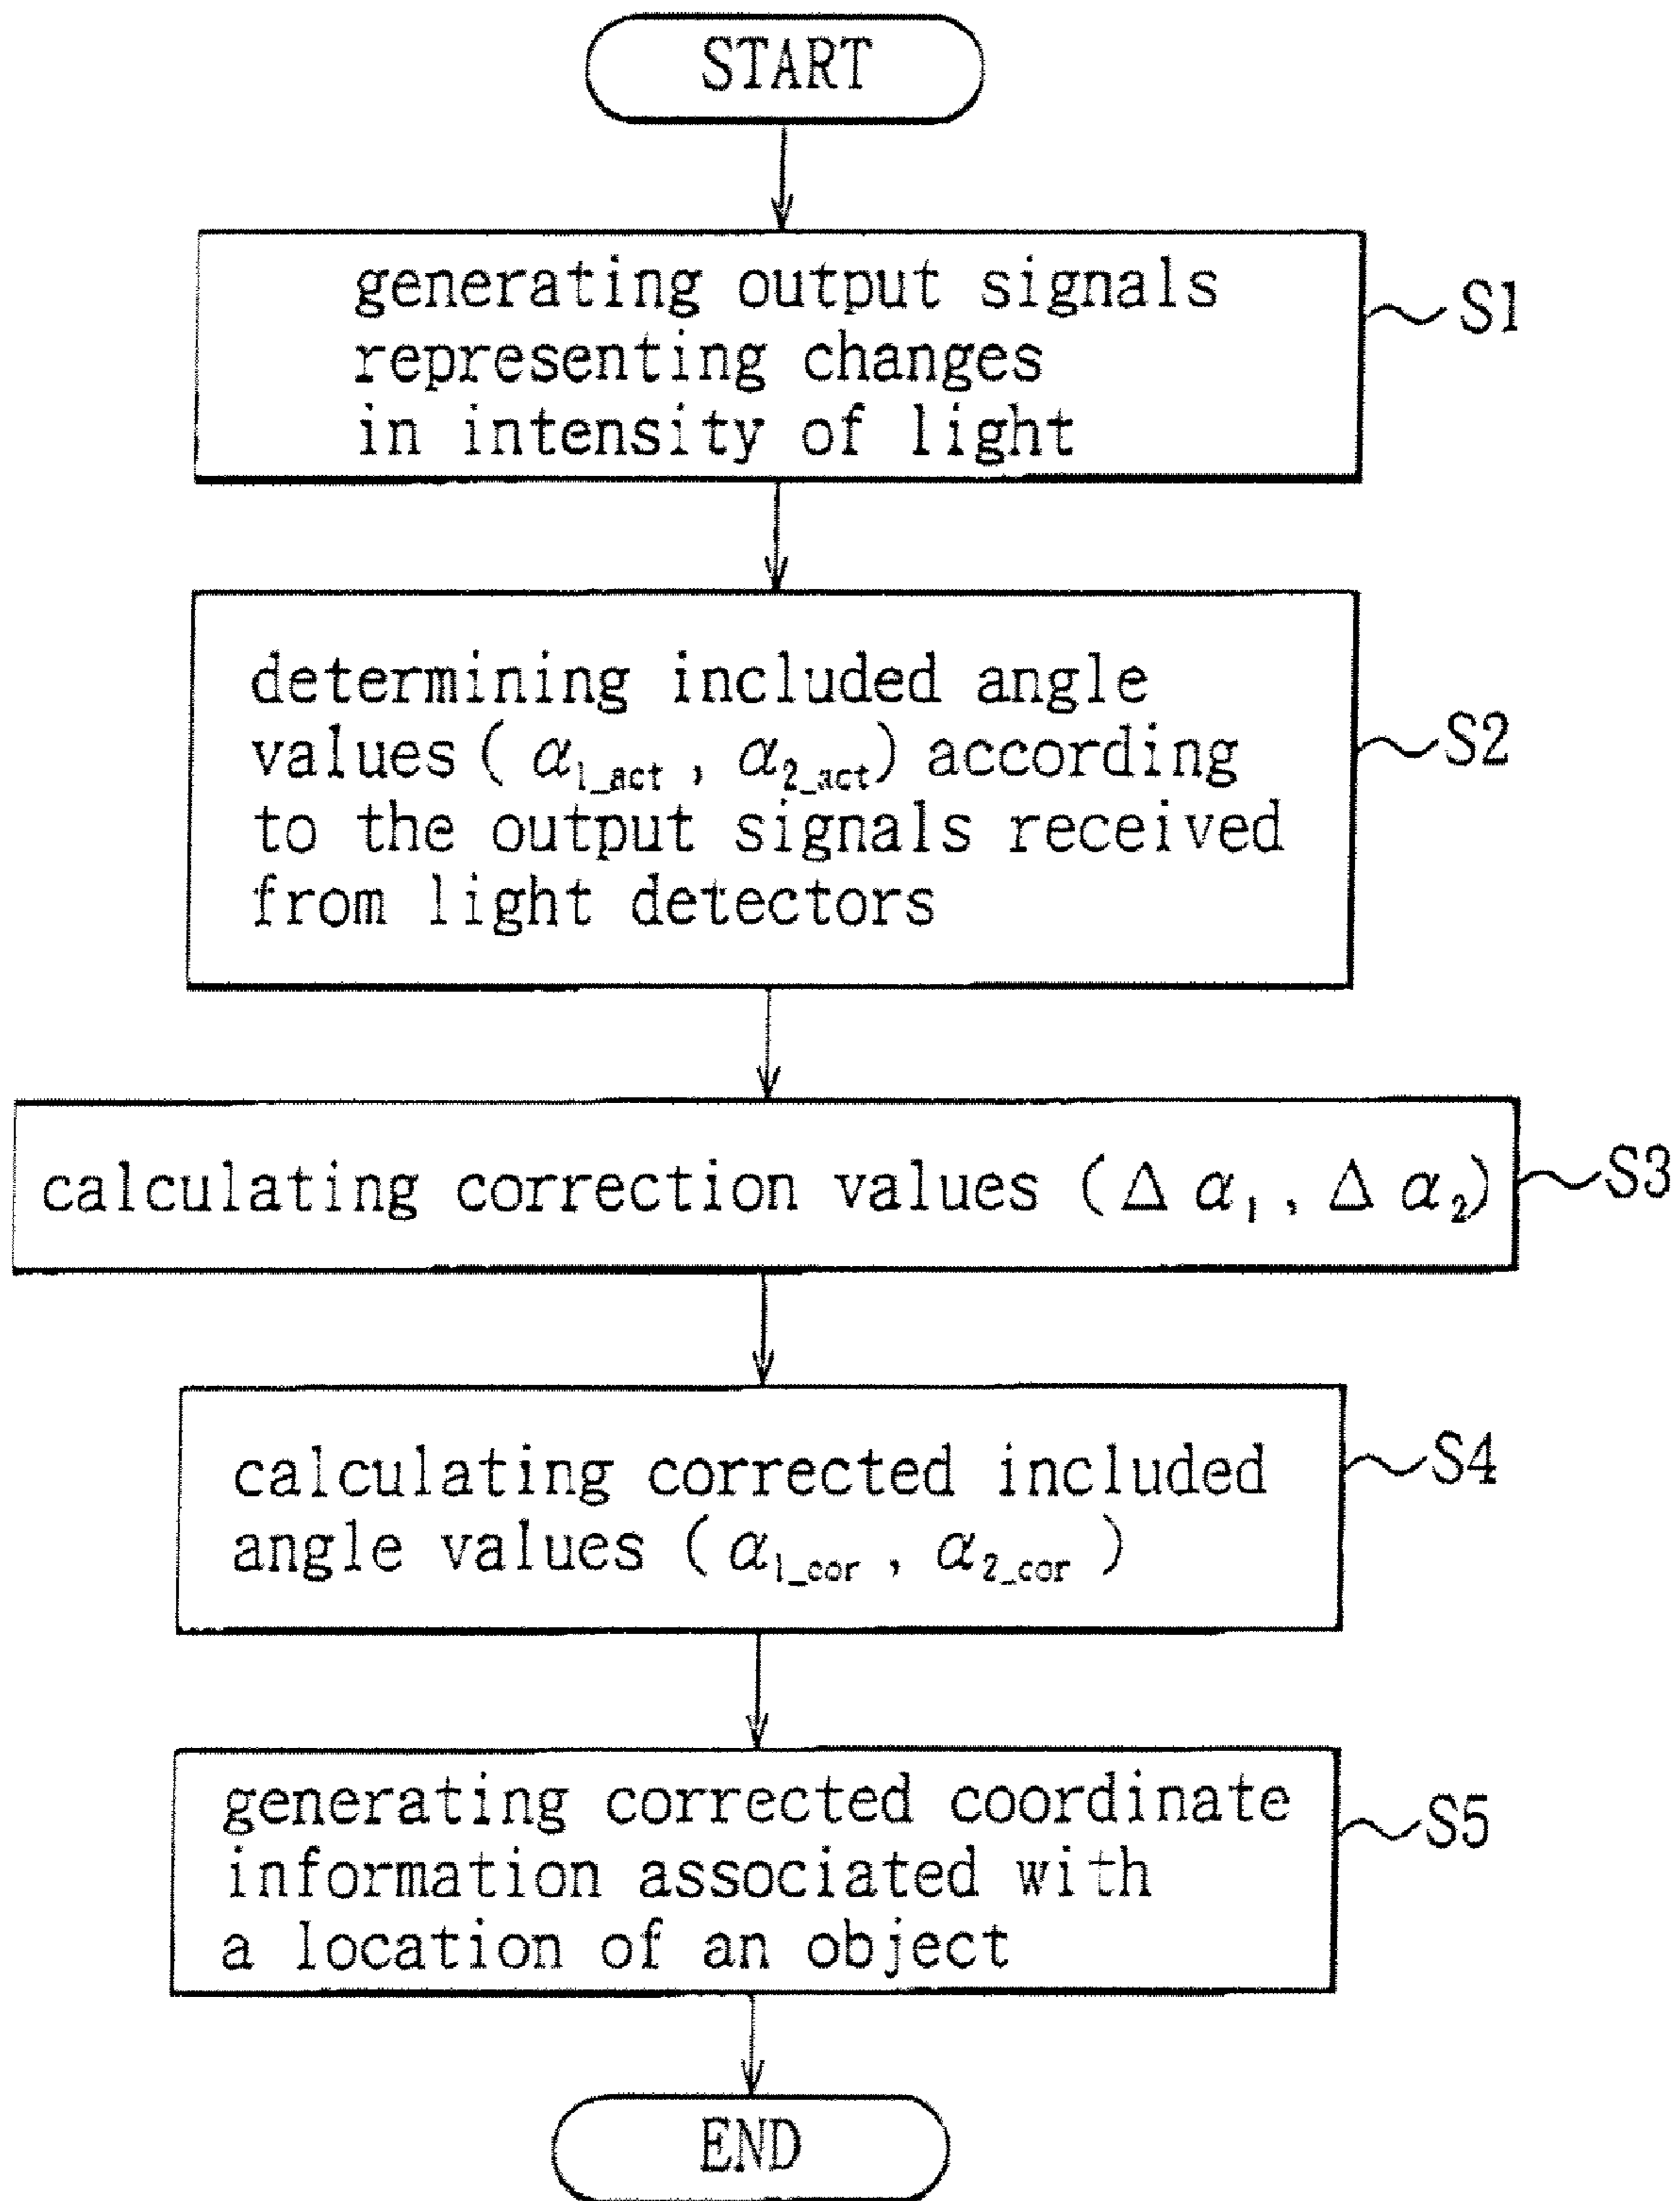 START
generating output signals
representing changes
in intensity of light
S1
determining included angle
values ( α1_act , α2_act) according
to the output signals received
from light detectors
S2
calculating correction values (Δ α1 , Δ α2)
S3
calculating corrected included
angle values ( α1_cor , α2_cor )
S4
generating corrected coordinate
information associated with
a location of an object
S5
END